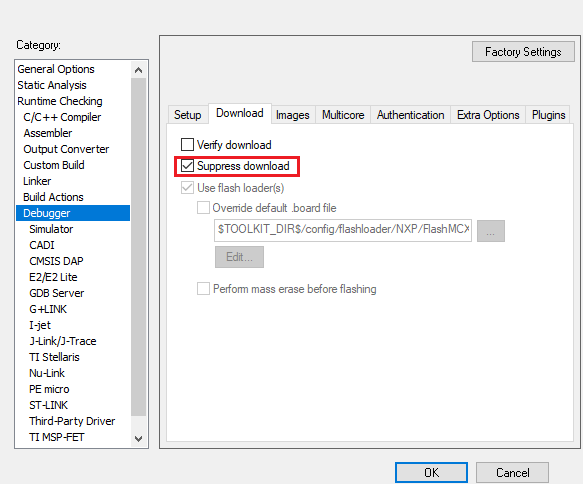 Category:
General Options
Static Analysis
Runtime Checking
C/C++ Compiler
Assembler
Output Converter
Custom Build
Linker
Build Actions
Debugger
Simulator
CADI
CMSIS DAP
E2/E2 Lite
GDB Server
G+LINK
I-jet
J-Link/J-Trace
TI Stellaris
Nu-Link
PE micro
ST-LINK
Third-Party Driver
TI MSP-FET
Factory Settings
Setup Download Images Multicore Authentication Extra Options Plugins
Verify download
Suppress download
Use flash loader(s)
Override default .board file
$TOOLKIT_DIR$/config/flashloader/NXP/FlashMCX ...
Edit...
Perform mass erase before flashing
OK Cancel